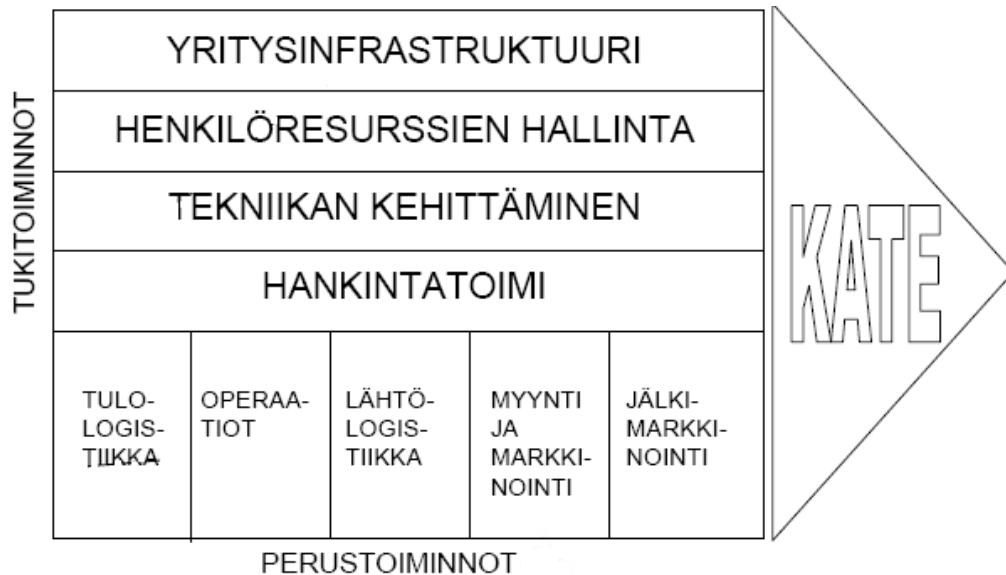 TUKITOIMINNOT
YRITYSINFRASTRUKTUURI
HENKILÖRESURSSIEN HALLINTA
TEKNIIKAN KEHITTÄMINEN
HANKINTATOIMI
TULO-
LOGIS-
TIIKKA
OPERAA-
TIOT
LÄHTÖ-
LOGIS-
TIIKKA
MYYNTI
JA
MARKKI-
NOINTI
JÄLKI-
MARKKI-
NOINTI
KATE
PERUSTOIMINNOT